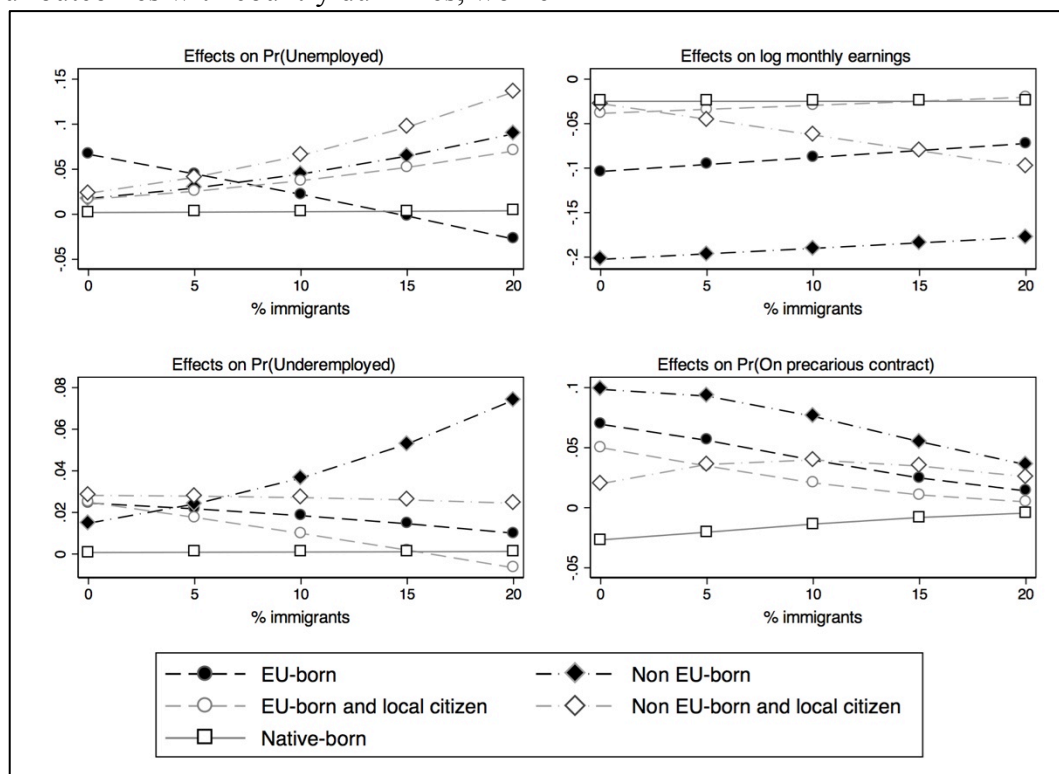 outcomes with country dummies,
Effects on Pr(Unemployed)
.15
.1
.05
0
-.05
0 5 10 15 20
% immigrants
Effects on log monthly earnings
0
-.05
-.1
-.15
-.2
0 5 10 15 20
% immigrants
Effects on Pr(Underemployed)
.08
.06
.04
.02
0
0 5 10 15 20
% immigrants
Effects on Pr(On precarious contract)
.1
.05
0
-.05
0 5 10 15 20
% immigrants
EU-born
Non EU-born
EU-born and local citizen
Non EU-born and local citizen
Native-born